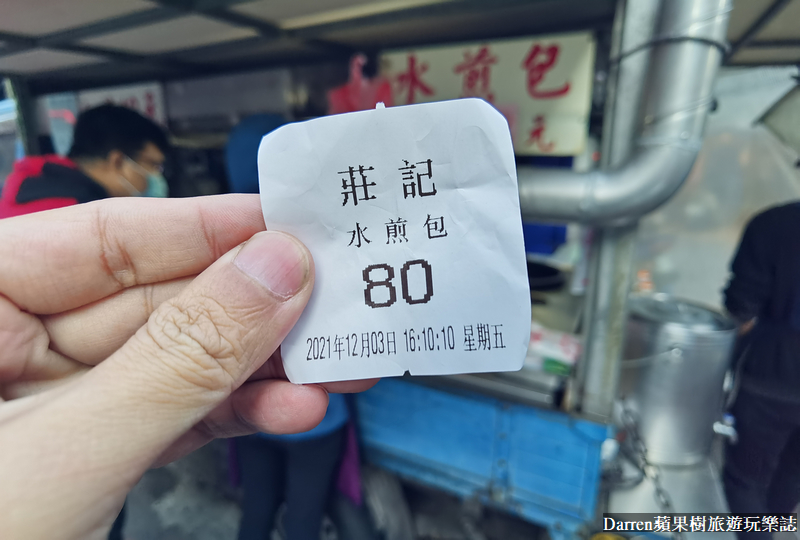 水煎包
元
莊記
水煎包
80
2021年12月03日 16:10:10 星期五
Darren蘋果樹旅遊玩樂誌